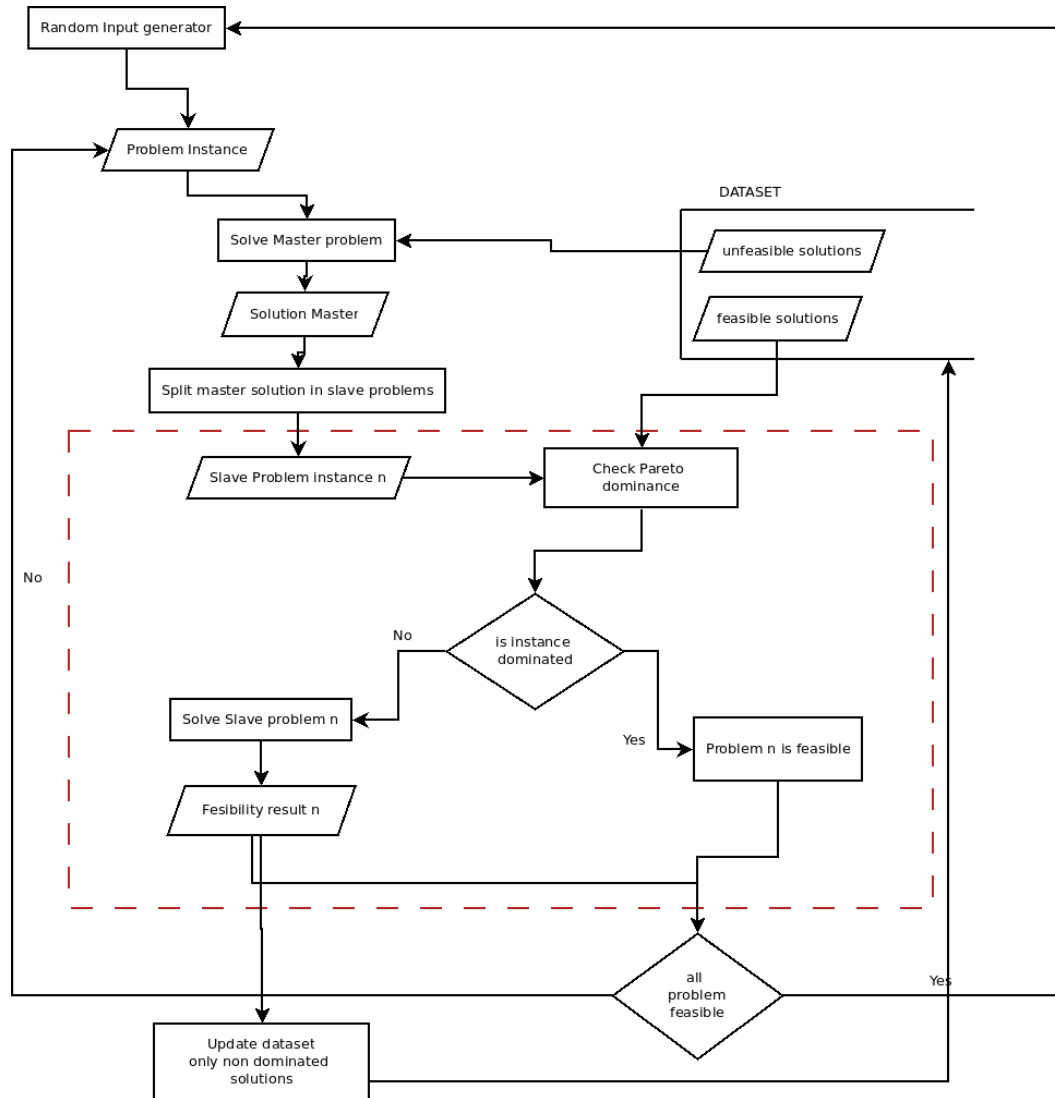 Random Input generator
Problem Instance
DATASET
Solve Master problem
unfeasible solutions
Solution Master
feasible solutions
Split master solution in slave problems
Slave Problem instance n
Check Pareto
dominance
No
No
is instance
dominated
Solve Slave problem n
Yes
Problem n is feasible
Fesibility result n
all
problem
feasible
Yes
Update dataset
only non dominated
solutions